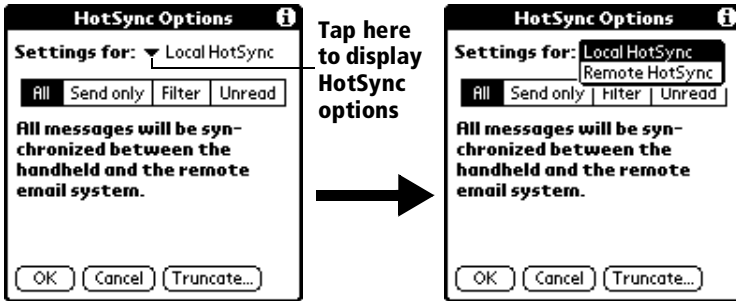 HotSync Options
Settings for: Local HotSync
All Send only Filter Unread
All messages will be syn-
chronized between the
handheld and the remote
email system.
OK Cancel Truncate...
Tap here
to display
HotSync
options
HotSync Options
Settings for: Local HotSync
Remote HotSync
All Send only Filter Unread
All messages will be syn-
chronized between the
handheld and the remote
email system.
OK Cancel Truncate...